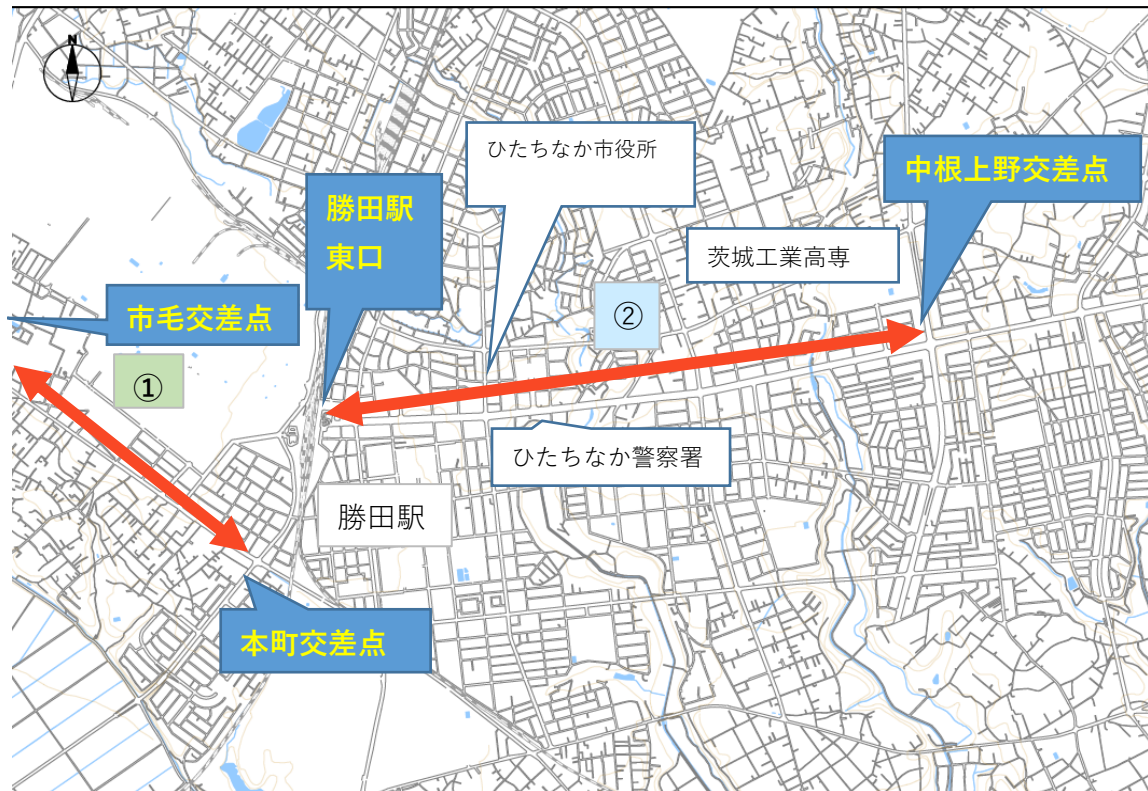 N
ひたちなか市役所
中根上野交差点
勝田駅
東口
茨城工業高専
市毛交差点
②
①
ひたちなか警察署
勝田駅
本町交差点